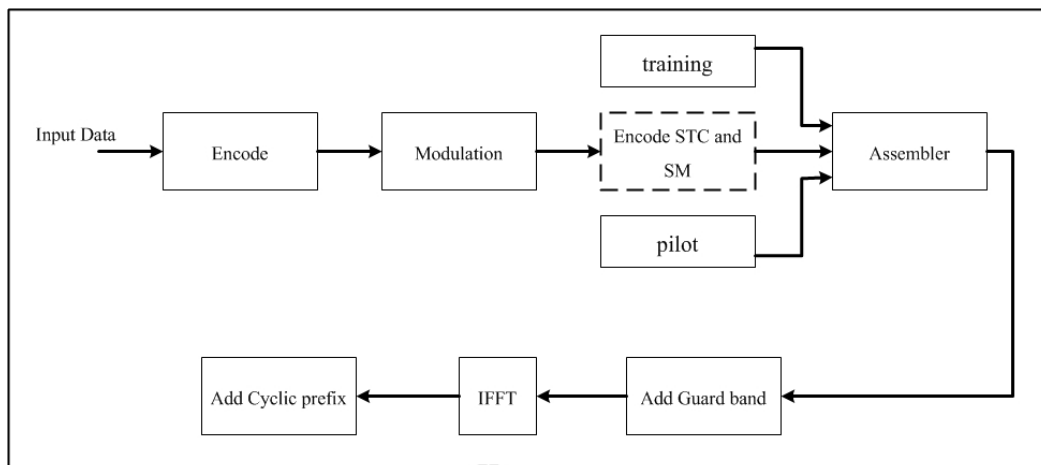 training
Input Data
Encode
Modulation
Encode STC and
SM
Assembler
pilot
Add Cyclic prefix
IFFT
Add Guard band